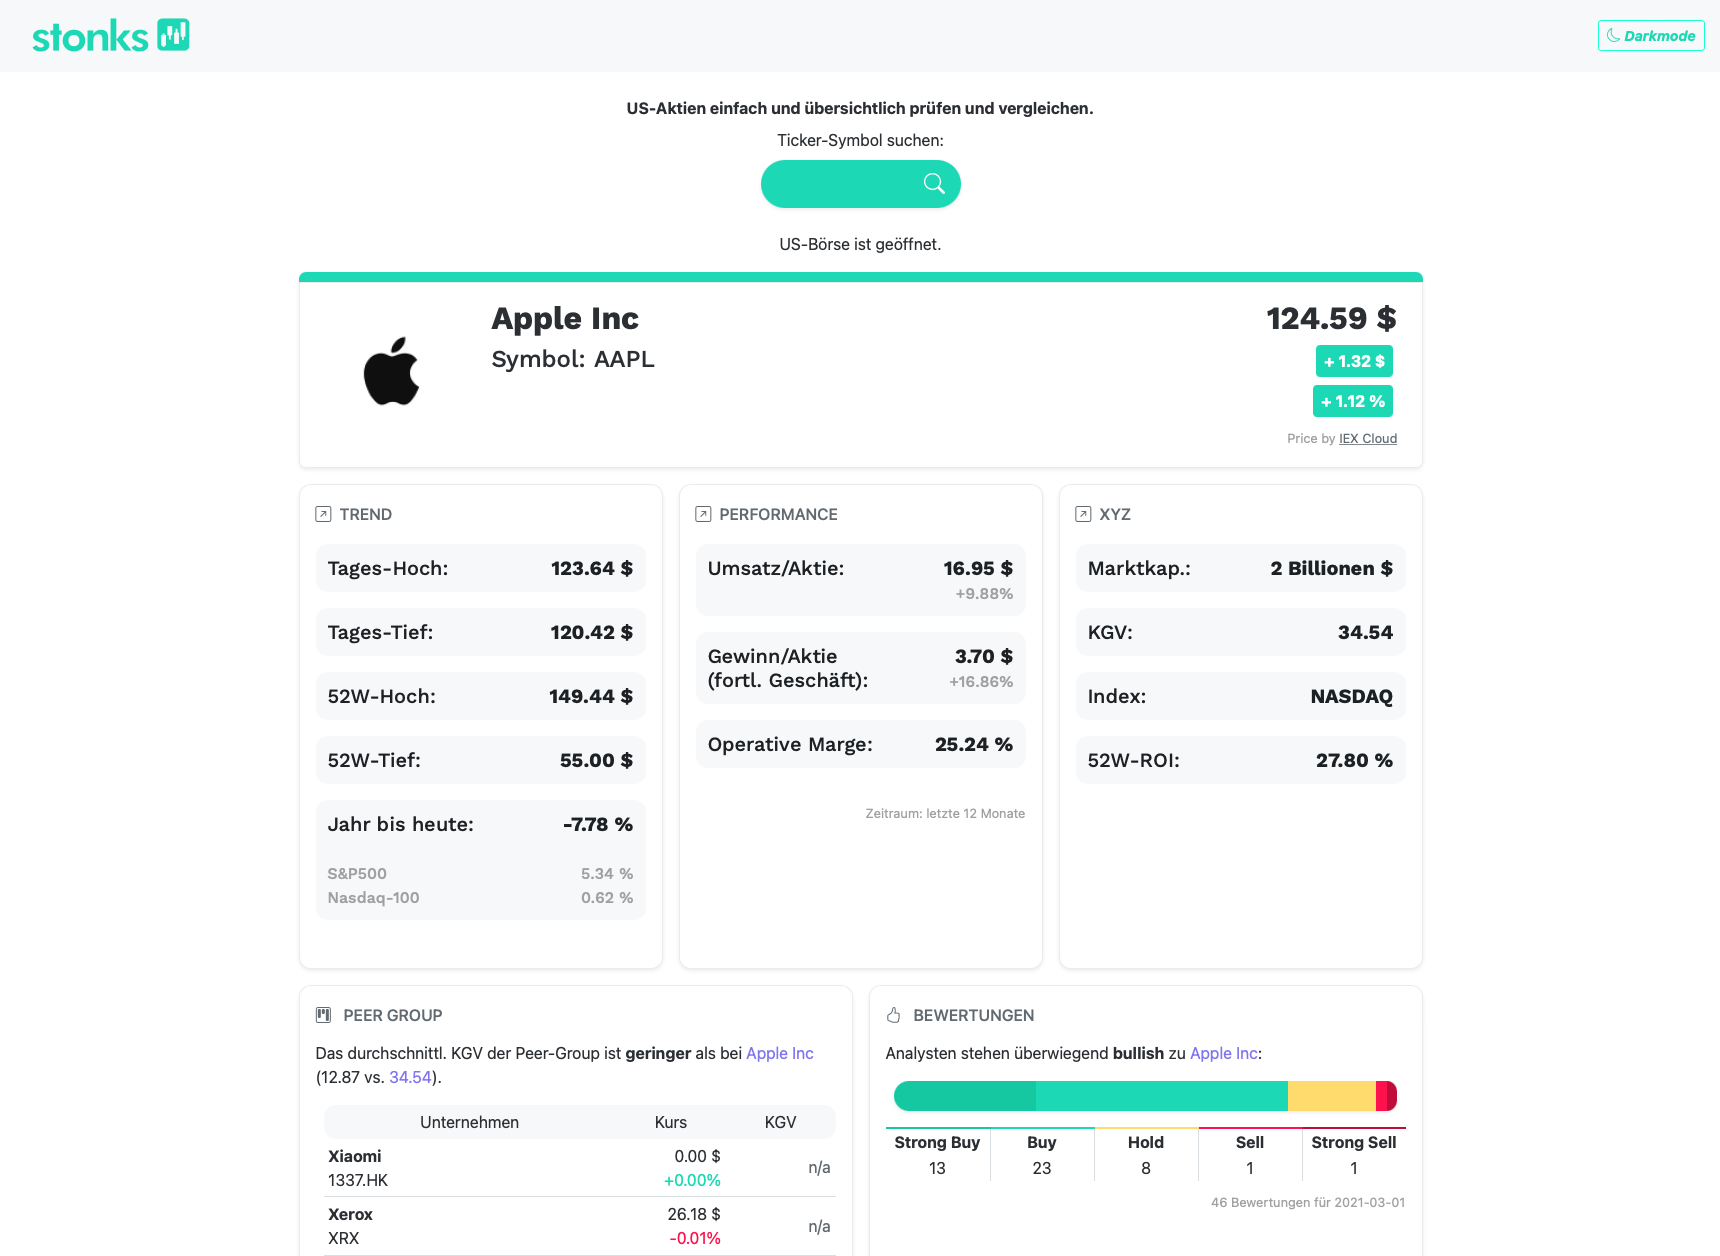 stonks
Darkmode
US-Aktien einfach und übersichtlich prüfen und vergleichen.
Ticker-Symbol suchen:
US-Börse ist geöffnet.
Apple Inc
Symbol: AAPL
124.59 $
+ 1.32 $
+ 1.12 %
Price by IEX Cloud
TREND
Tages-Hoch: 123.64 $
Tages-Tief: 120.42 $
52W-Hoch: 149.44 $
52W-Tief: 55.00 $
Jahr bis heute: -7.78 %
S&P500 5.34 %
Nasdaq-100 0.62 %
PERFORMANCE
Umsatz/Aktie: 16.95 $
+9.88%
Gewinn/Aktie 3.70 $
(fortl. Geschäft): +16.86%
Operative Marge: 25.24 %
Zeitraum: letzte 12 Monate
XYZ
Marktkap.: 2 Billionen $
KGV: 34.54
Index: NASDAQ
52W-ROI: 27.80 %
PEER GROUP
Das durchschnittl. KGV der Peer-Group ist geringer als bei Apple Inc
(12.87 vs. 34.54).
Unternehmen Kurs KGV
Xiaomi 0.00 $
n/a
1337.HK +0.00%
Xerox 26.18 $
n/a
XRX -0.01%
BEWERTUNGEN
Analysten stehen überwiegend bullish zu Apple Inc:
Strong Buy Buy Hold Sell Strong Sell
13 23 8 1 1
46 Bewertungen für 2021-03-01